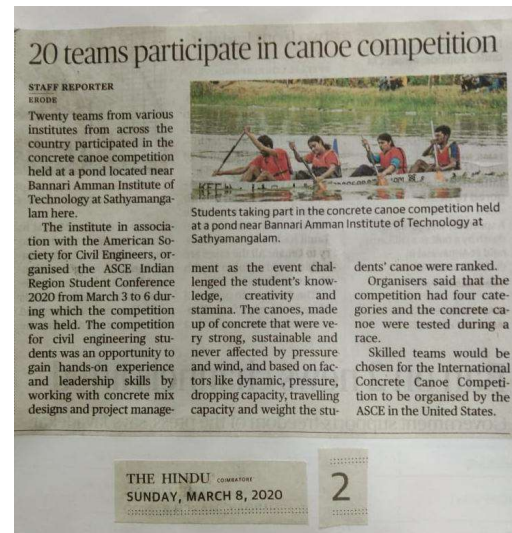 20 teams participate in canoe competition
STAFF REPORTER
ERODE
Twenty teams from various
institutes from across the
country participated in the
concrete canoe competition
held at a pond located near
Bannari Amman Institute of
Technology at Sathyamanga-
lam here.
The institute in associa-
tion with the American So-
ciety for Civil Engineers, or-
ganised the ASCE Indian
Region Student Conference
2020 from March 3 to 6 dur-
ing which the competition
was held. The competition
for civil engineering stu-
dents was an opportunity to
gain hands-on experience
and leadership skills by
working with concrete mix
designs and project manage-
Students taking part in the concrete canoe competition held
at a pond near Bannari Amman Institute of Technology at
Sathyamangalam.
ment as the event chal-
lenged the student's know-
ledge, creativity and
stamina. The canoes, made
up of concrete that were ve-
ry strong, sustainable and
never affected by pressure
and wind, and based on fac-
tors like dynamic, pressure,
dropping capacity, travelling
capacity and weight the stu-
dents' canoe were ranked.
Organisers said that the
competition had four cate-
gories and the concrete ca-
noe were tested during a
race.
Skilled teams would be
chosen for the International
Concrete Canoe Competi-
tion to be organised by the
ASCE in the United States.
THE HINDU COIMBATORE
SUNDAY, MARCH 8, 2020
2